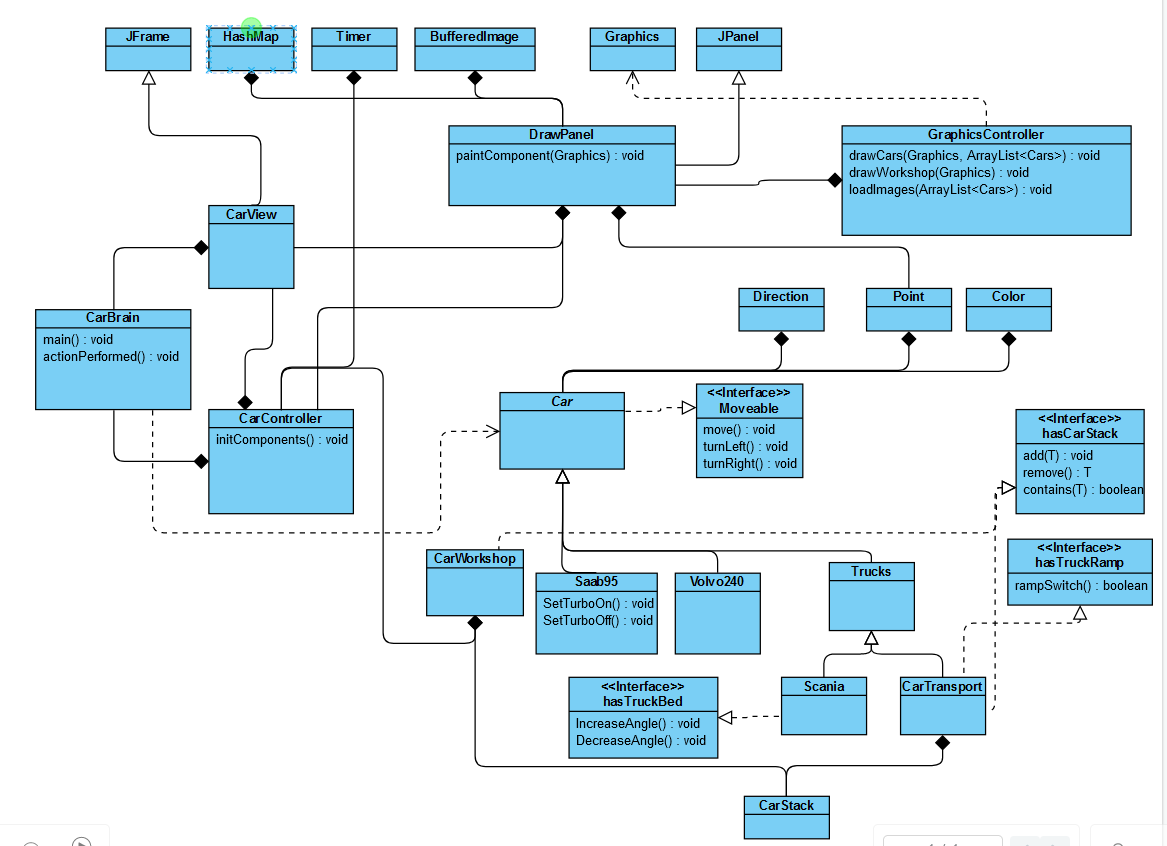 JFrame
HashMap
Timer
BufferedImage
Graphics
JPanel
DrawPanel
paintComponent(Graphics) : void
GraphicsController
drawCars(Graphics, ArrayList<Cars>) : void
drawWorkshop(Graphics) : void
loadImages(ArrayList<Cars>) : void
CarView
Direction
Point
Color
CarBrain
main() : void
actionPerformed() : void
Car
<<Interface>>
Moveable
move() : void
turnLeft() : void
turnRight() : void
CarController
initComponents() : void
<<Interface>>
hasCarStack
add(T) : void
remove() : T
contains(T) : boolean
CarWorkshop
<<Interface>>
hasTruckRamp
rampSwitch() : boolean
Saab95
SetTurboOn() : void
SetTurboOff() : void
Volvo240
Trucks
<<Interface>>
hasTruckBed
IncreaseAngle() : void
DecreaseAngle() : void
Scania
CarTransport
CarStack